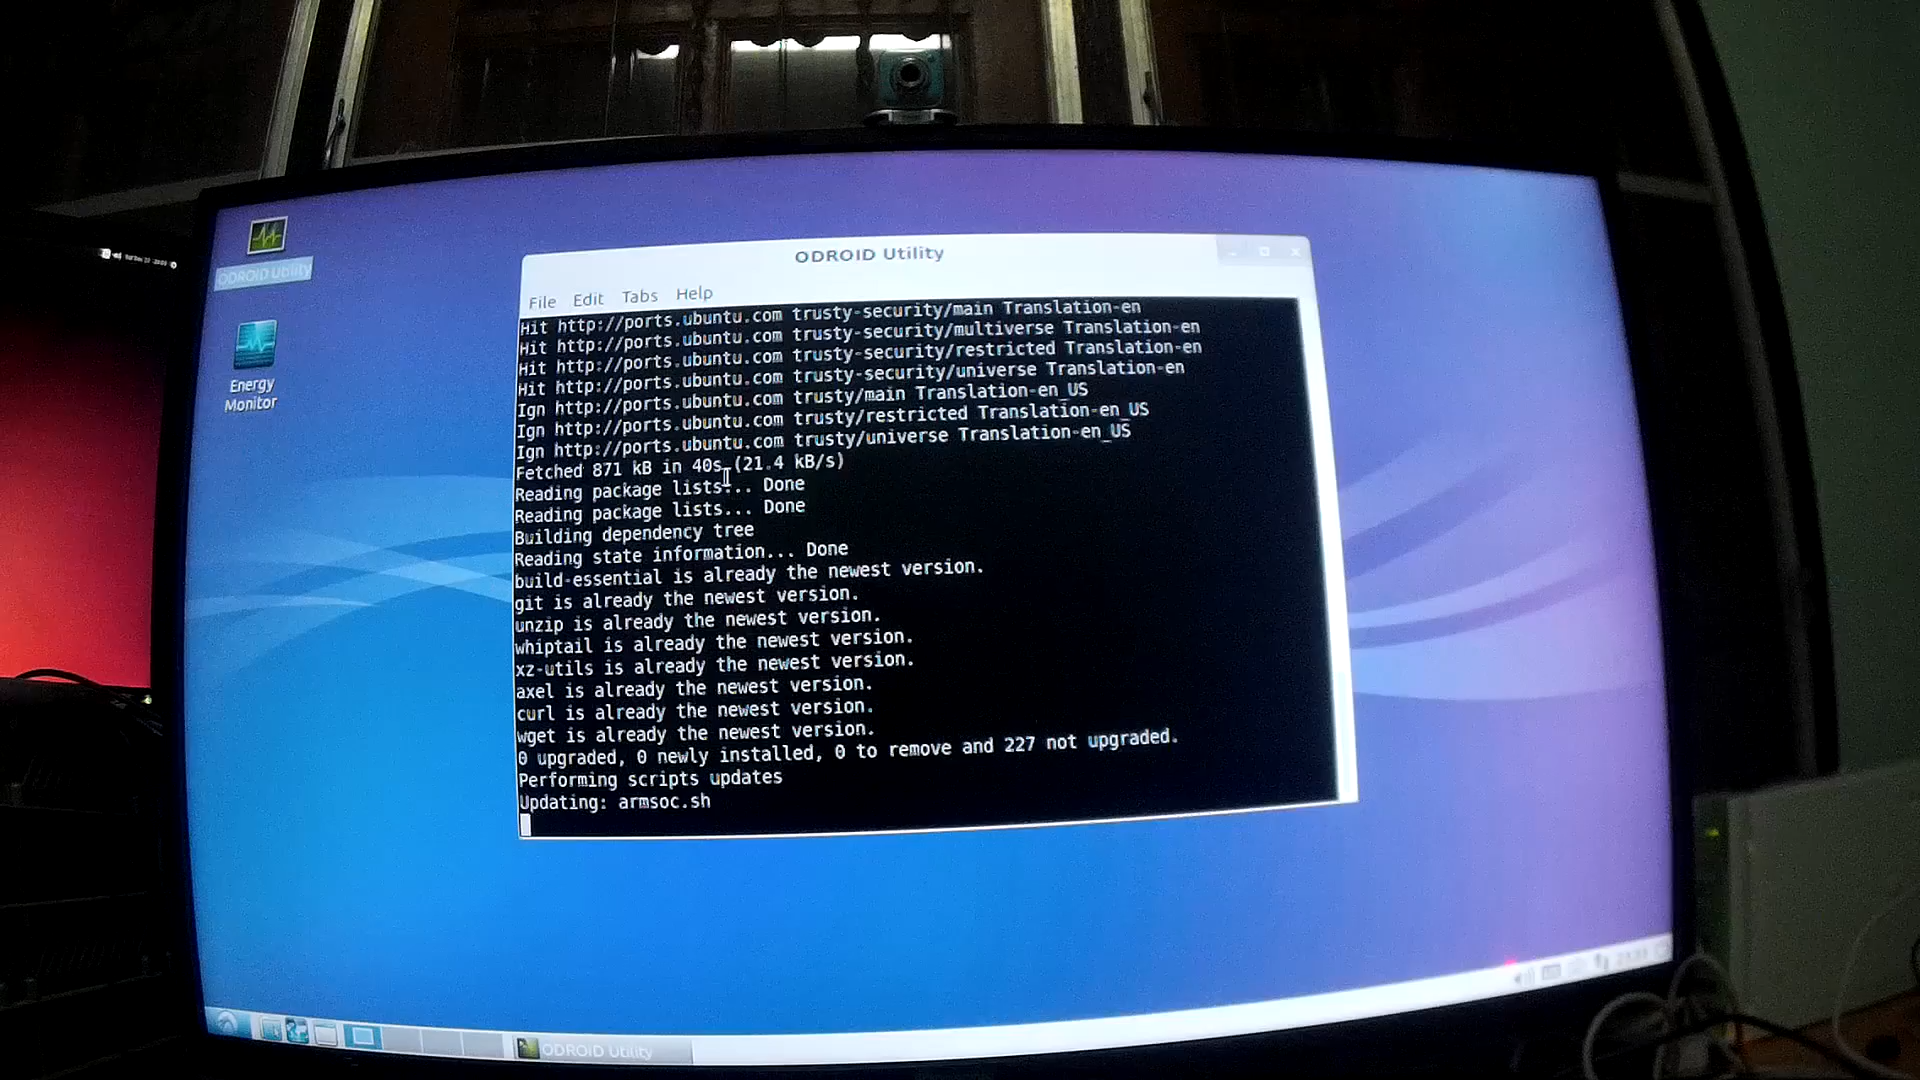 ODROID Utility
Energy
Monitor
ODROID Utility
File Edit Tabs Help
Hit http://ports.ubuntu.com trusty-security/main Translation-en
Hit http://ports.ubuntu.com trusty-security/multiverse Translation-en
Hit http://ports.ubuntu.com trusty-security/restricted Translation-en
Hit http://ports.ubuntu.com trusty-security/universe Translation-en
Ign http://ports.ubuntu.com trusty/main Translation-en_US
Ign http://ports.ubuntu.com trusty/restricted Translation-en_US
Ign http://ports.ubuntu.com trusty/universe Translation-en_US
Fetched 871 kB in 40s (21.4 kB/s)
Reading package lists... Done
Reading package lists... Done
Building dependency tree
Reading state information... Done
build-essential is already the newest version.
git is already the newest version.
unzip is already the newest version.
whiptail is already the newest version.
xz-utils is already the newest version.
axel is already the newest version.
curl is already the newest version.
wget is already the newest version.
0 upgraded, 0 newly installed, 0 to remove and 227 not upgraded.
Performing scripts updates
Updating: armsoc.sh
ODROID Utility